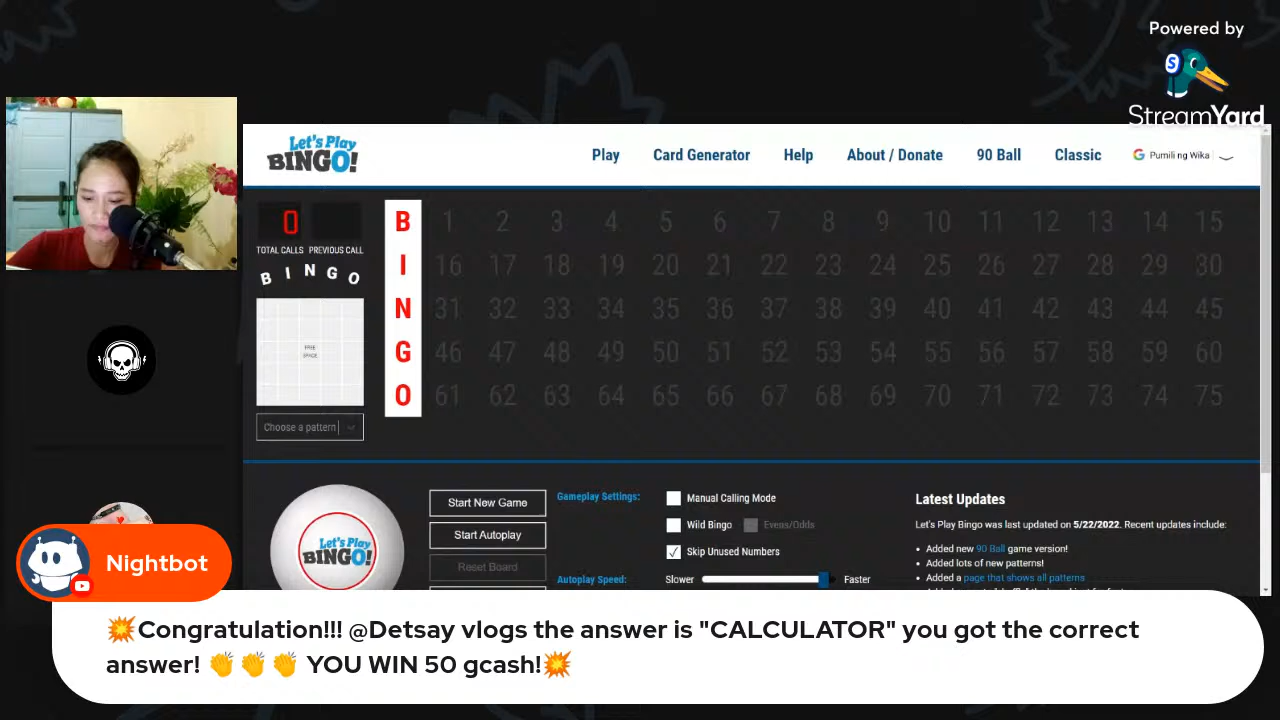 Powered by
StreamYard
Let's Play
BINGO!
Play Card Generator Help About / Donate 90 Ball Classic Pumili ng Wika
0
TOTAL CALLS PREVIOUS CALL
B I N G O
FREE
SPACE
Choose a pattern
B 1 2 3 4 5 6 7 8 9 10 11 12 13 14 15
I 16 17 18 19 20 21 22 23 24 25 26 27 28 29 30
N 31 32 33 34 35 36 37 38 39 40 41 42 43 44 45
G 46 47 48 49 50 51 52 53 54 55 56 57 58 59 60
O 61 62 63 64 65 66 67 68 69 70 71 72 73 74 75
Let's Play
BINGO!
Start New Game
Start Autoplay
Reset Board
Gameplay Settings:
Manual Calling Mode
Wild Bingo Evens/Odds
Skip Unused Numbers
Autoplay Speed: Slower Faster
Latest Updates
Let's Play Bingo was last updated on 5/22/2022. Recent updates include:
• Added new 90 Ball game version!
• Added lots of new patterns!
• Added a page that shows all patterns
Nightbot
💥Congratulation!!! @Detsay vlogs the answer is "CALCULATOR" you got the correct
answer! 👏👏👏 YOU WIN 50 gcash!💥